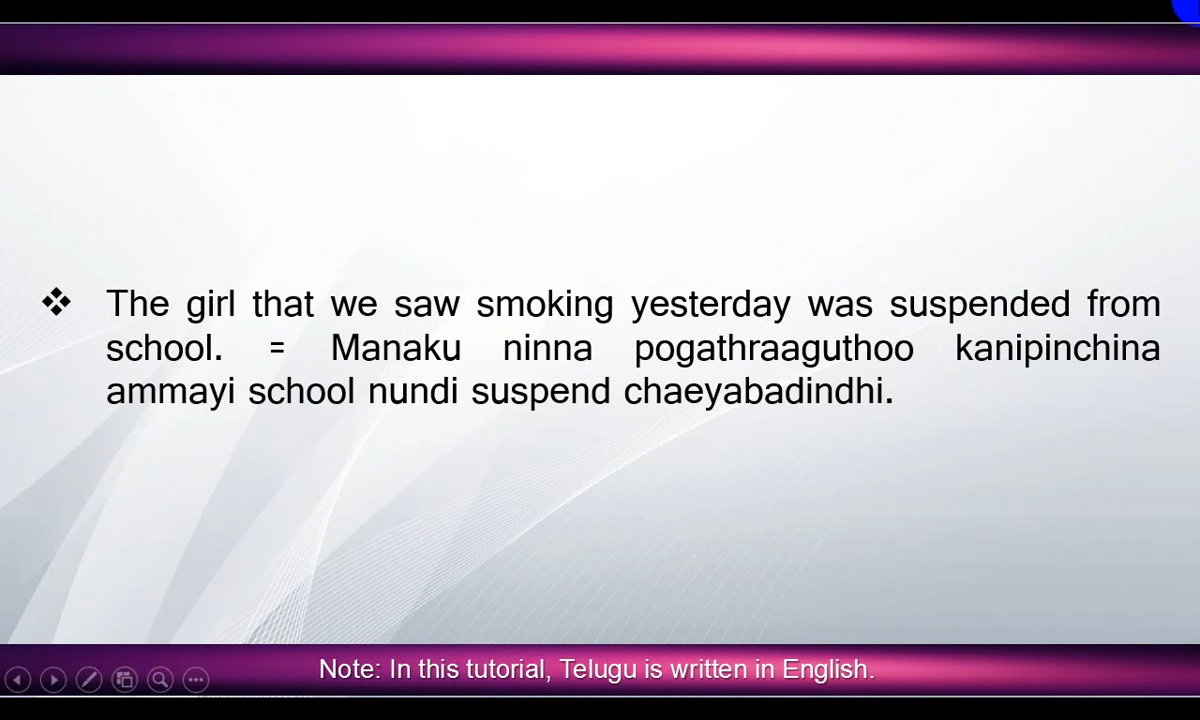 ❖ The girl that we saw smoking yesterday was suspended from
school. = Manaku ninna pogathraaguthoo kanipinchina
ammayi school nundi suspend chaeyabadindhi.
Note: In this tutorial, Telugu is written in English.